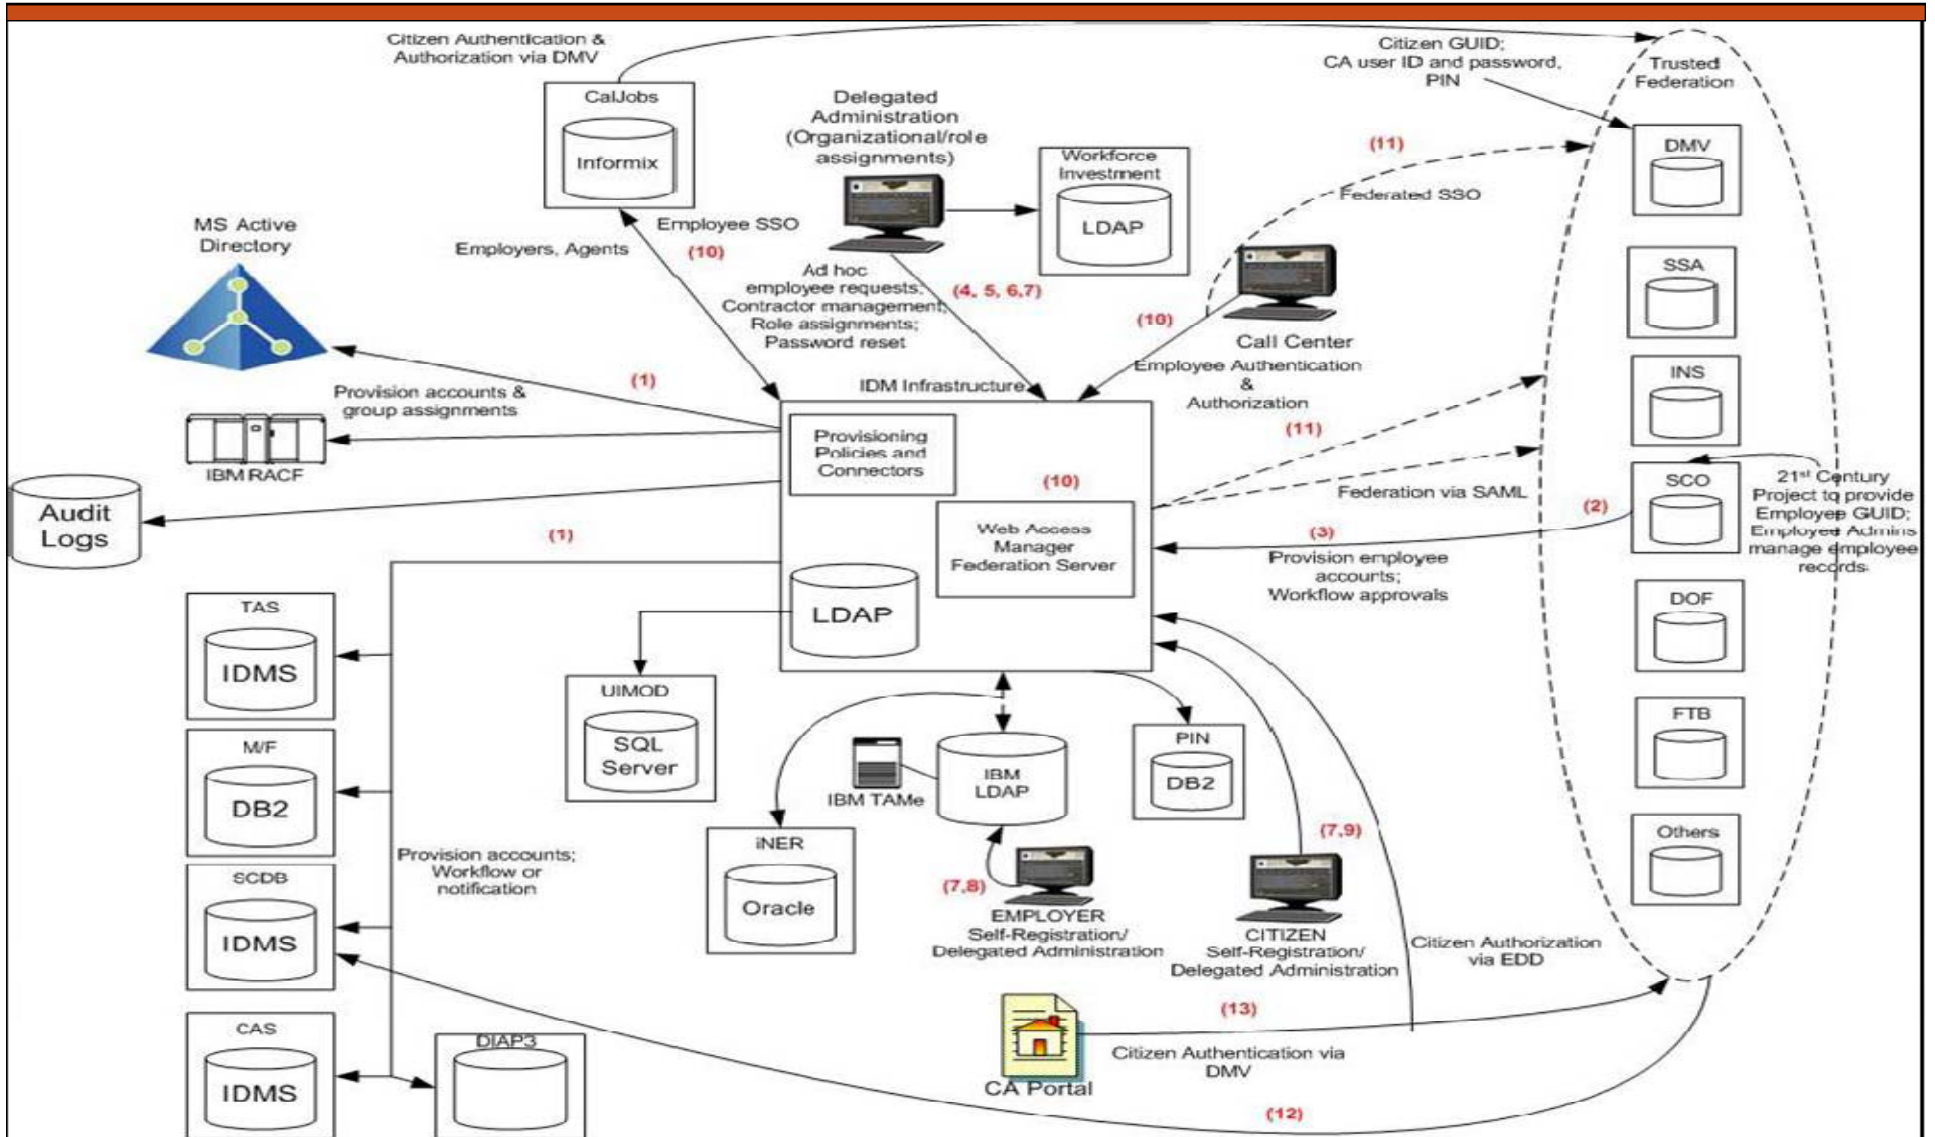 Citizen Authentication &
Authorization via DMV
CalJobs
Informix
Delegated
Administration
(Organizational/role
assignments)
Workforce
Investment
LDAP
Citizen GUID;
CA user ID and password,
PIN
Trusted
Federation
DMV
(11)
Federated SSO
MS Active
Directory
Employers, Agents
Employee SSO
(10)
Ad hoc
employee requests;
Contractor management;
Role assignments;
Password reset
(4, 5, 6,7)
(10)
Call Center
Employee Authentication
&
Authorization
SSA
INS
(1)
Provision accounts &
group assignments
IBM RACF
Audit
Logs
IDM Infrastructure
Provisioning
Policies and
Connectors
(10)
Web Access
Manager
Federation Server
LDAP
(11)
Federation via SAML
(2)
(3)
Provision employee
accounts;
Workflow approvals
SCO
21st Century
Project to provide
Employee GUID;
Employee Admins
manage employee
records
DOF
FTB
Others
(1)
TAS
IDMS
M/F
DB2
SCDB
IDMS
CAS
IDMS
DIAP3
Provision accounts;
Workflow or
notification
UIMOD
SQL
Server
iNER
Oracle
IBM TAMe
IBM
LDAP
PIN
DB2
(7,8)
EMPLOYER
Self-Registration/
Delegated Administration
(7,9)
CITIZEN
Self-Registration/
Delegated Administration
Citizen Authorization
via EDD
CA Portal
(13)
Citizen Authentication via
DMV
(12)